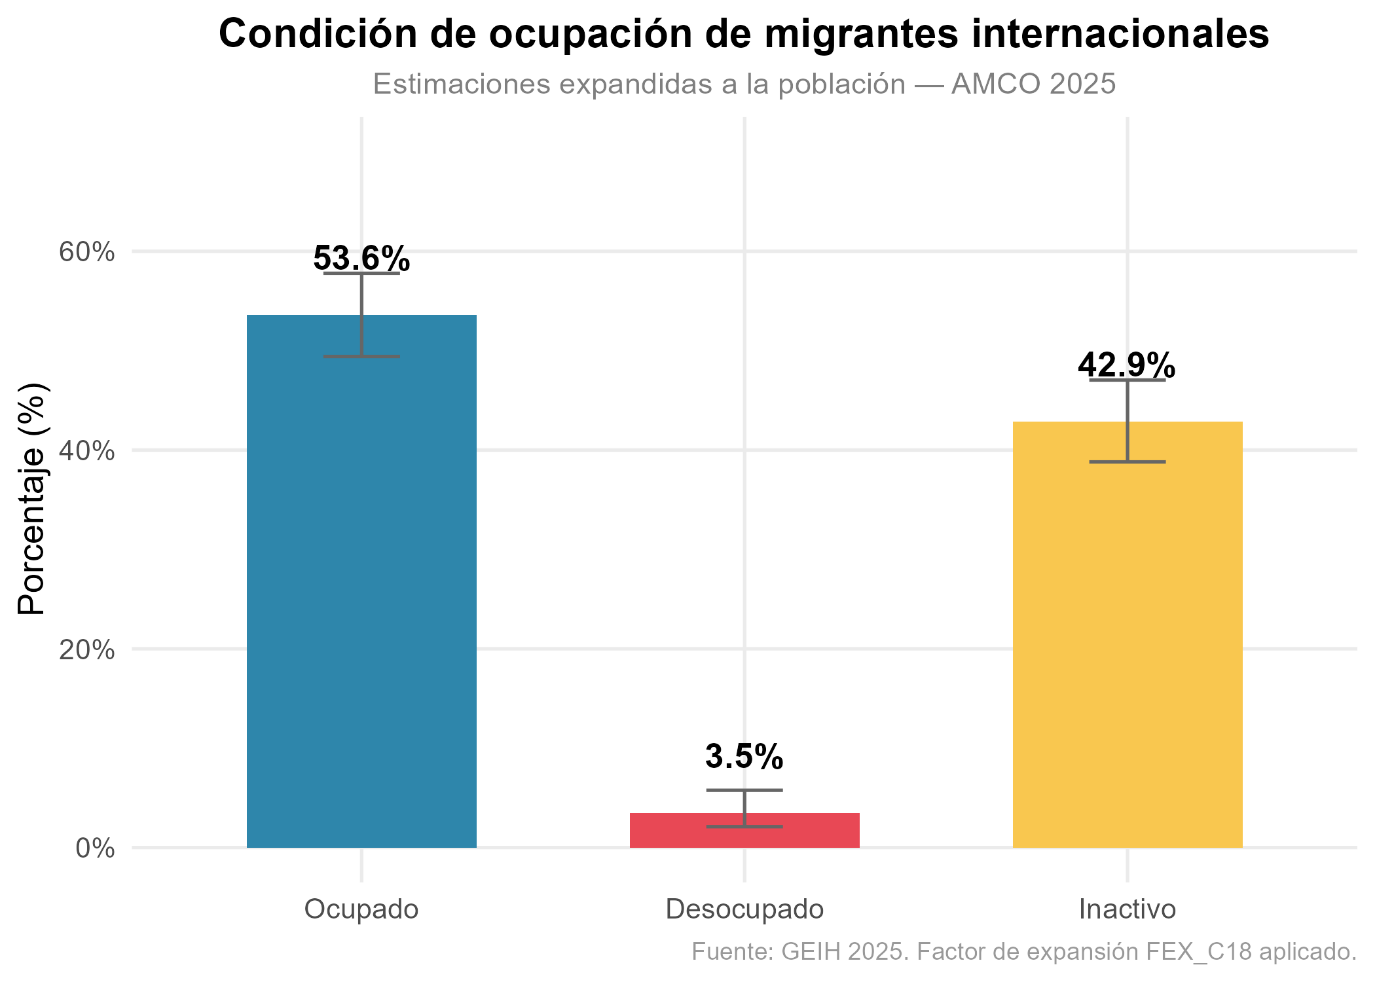 Condición de ocupación de migrantes internacionales
Estimaciones expandidas a la población — AMCO 2025
Porcentaje (%)
60%
40%
20%
0%
53.6%
3.5%
42.9%
Ocupado
Desocupado
Inactivo
Fuente: GEIH 2025. Factor de expansión FEX_C18 aplicado.